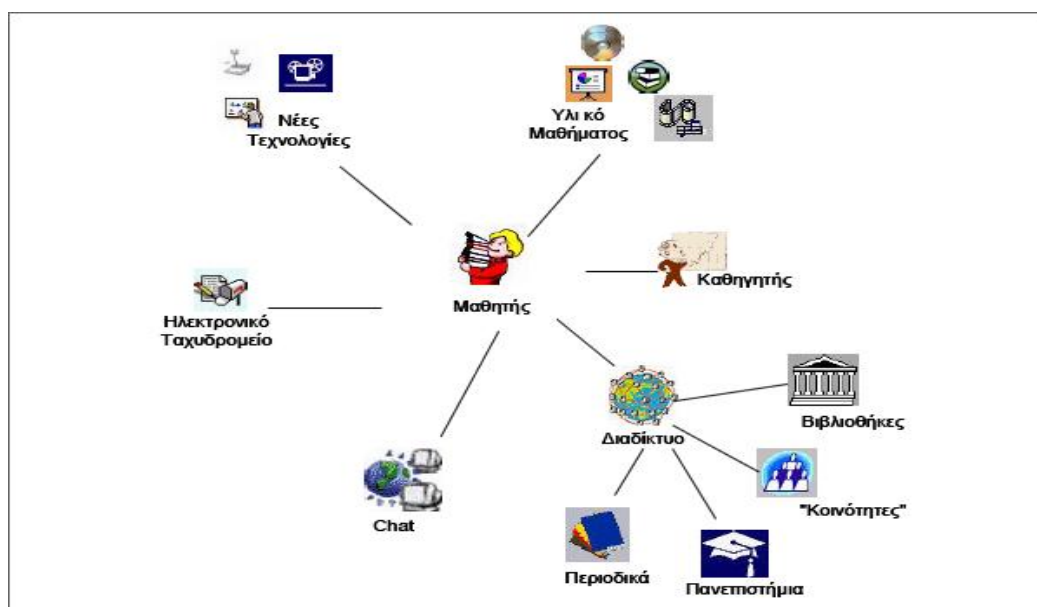 Νέες
Τεχνολογίες
Υλι κό
Μαθήματος
Μαθητής
Καθηγητής
Ηλεκτρονικό
Ταχυδρομείο
Διαδίκτυο
Βιβλιοθήκες
"Κοινότητες"
Chat
Περιοδικά
Πανεπιστήμια